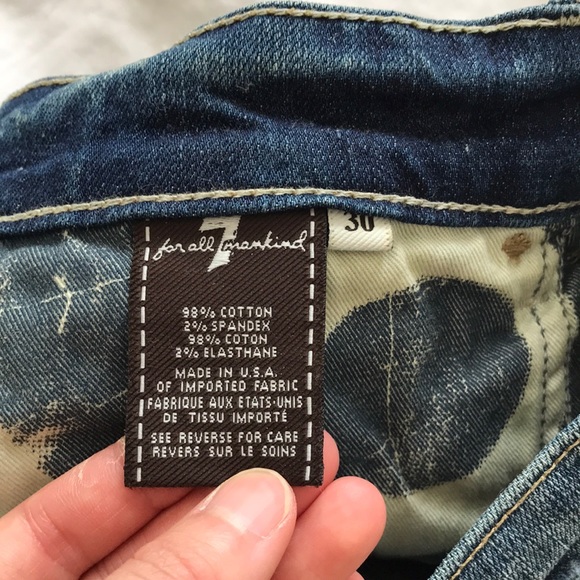 7
for all mankind
30
98% COTTON
2% SPANDEX
98% COTON
2% ELASTHANE
MADE IN U.S.A.
OF IMPORTED FABRIC
FABRIQUE AUX ETATS-UNIS
DE TISSU IMPORTÉ
SEE REVERSE FOR CARE
REVERS SUR LE SOINS